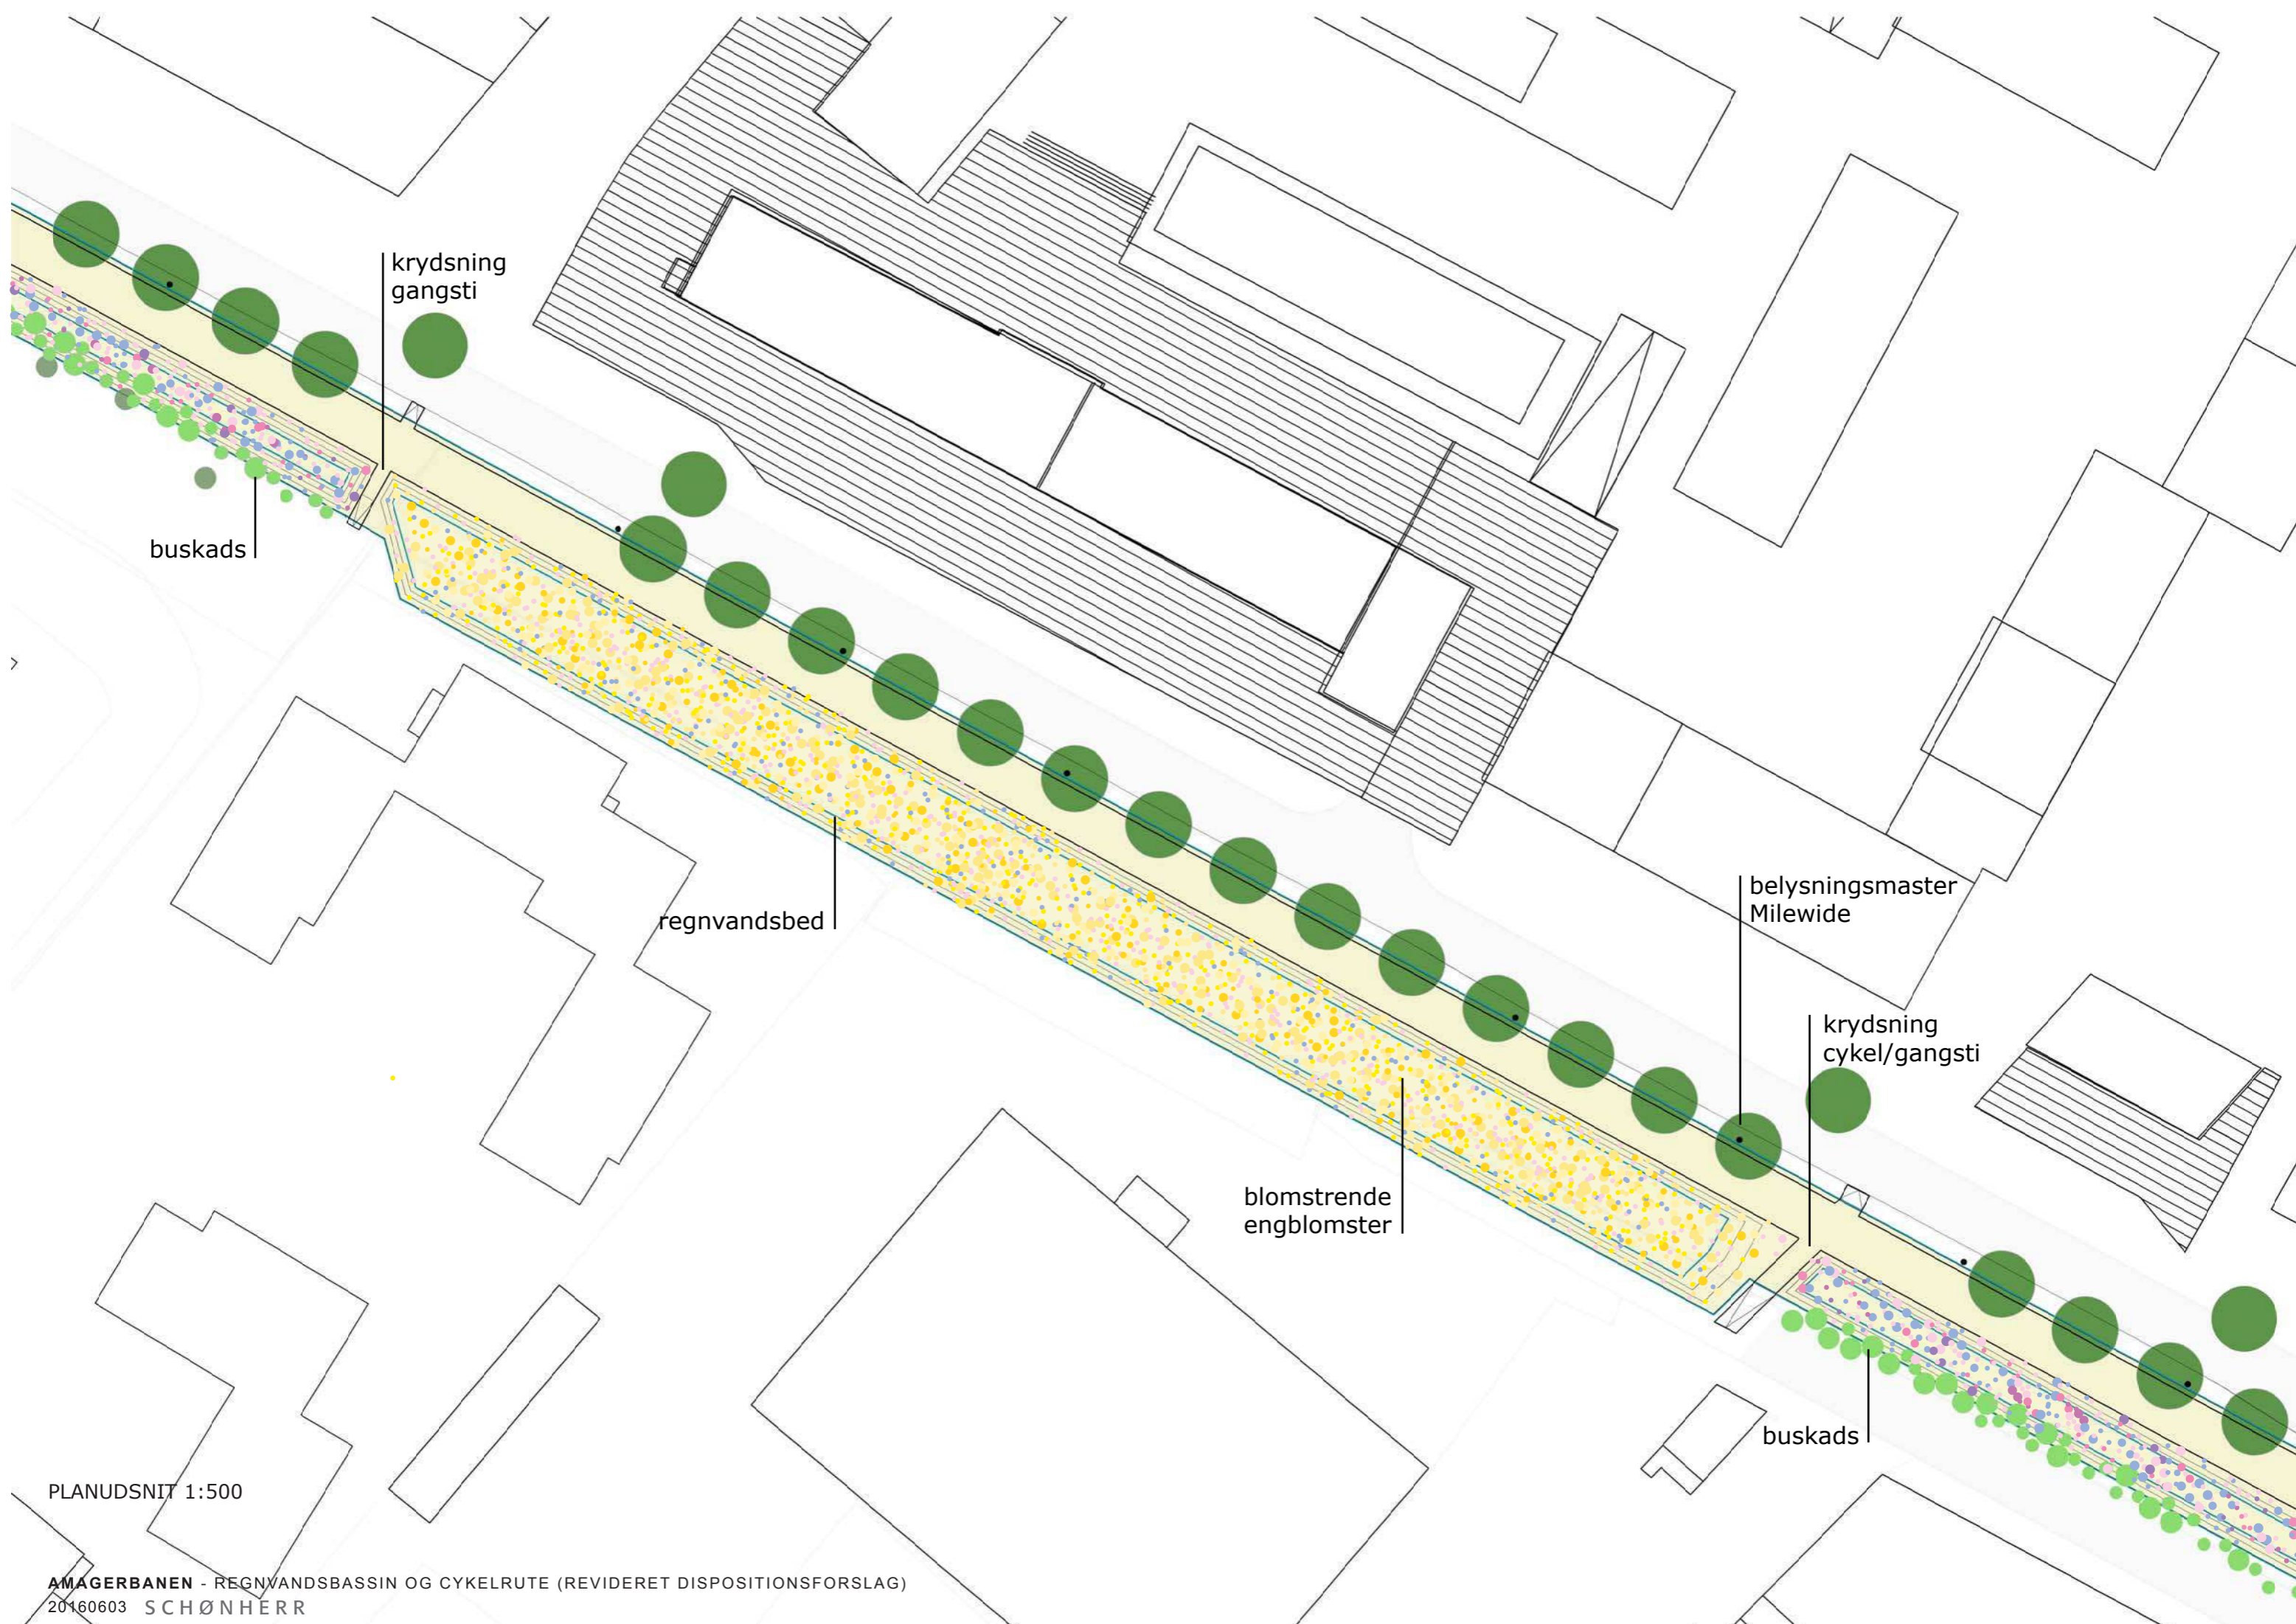 krydsning
gangsti
buskads
regnvandsbed
belysningsmaster
Milewide
krydsning
cykel/gangsti
blomstrende
engblomster
buskads
PLANUDSNIT 1:500
AMAGERBANEN - REGNVANDSBASSIN OG CYKELRUTE (REVIDERET DISPOSITIONSFORSLAG)
20160603 SCHØNHERR